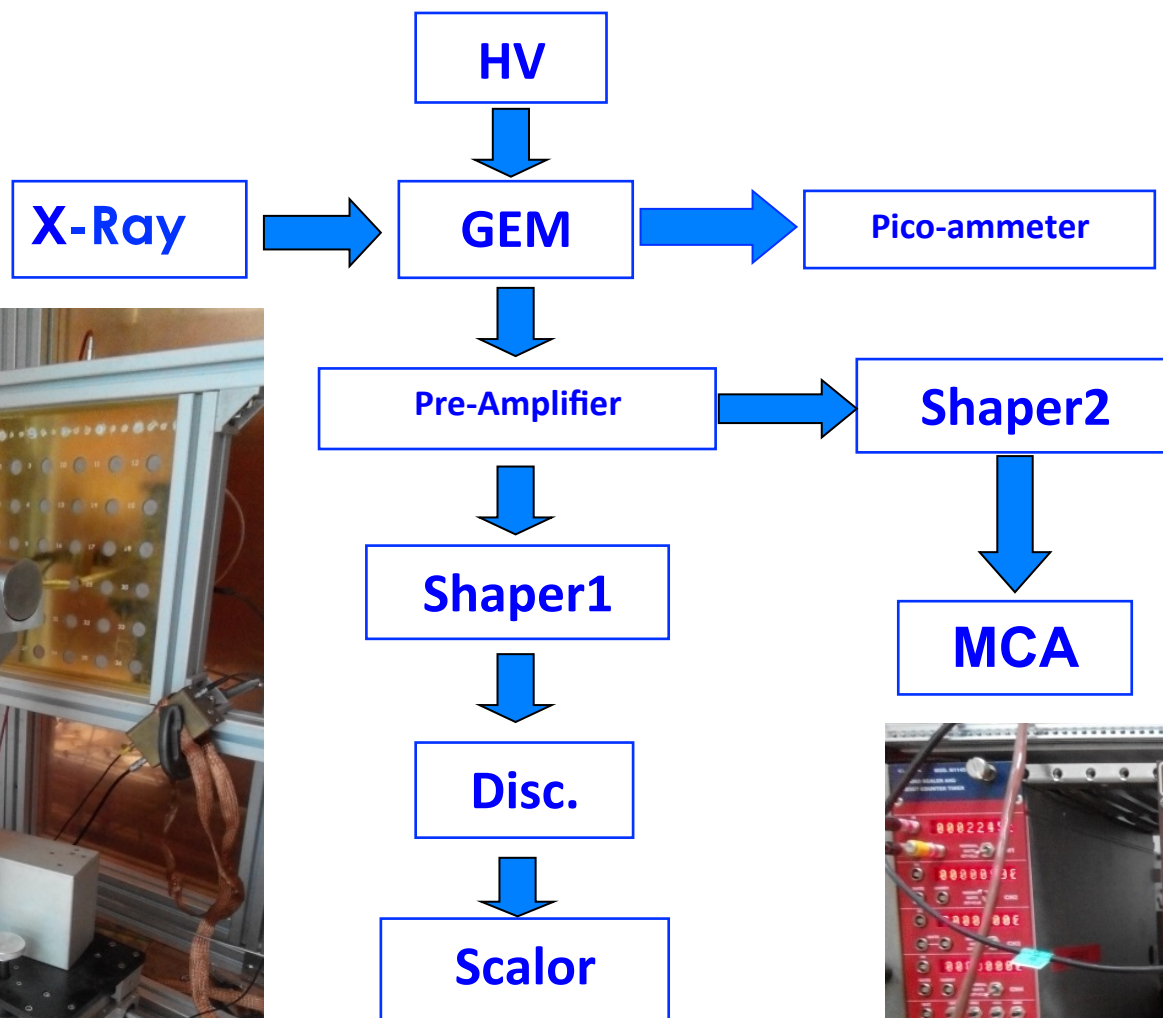 HV
X-Ray
GEM
Pico-ammeter
Pre-Amplifier
Shaper2
Shaper1
MCA
Disc.
Scalor